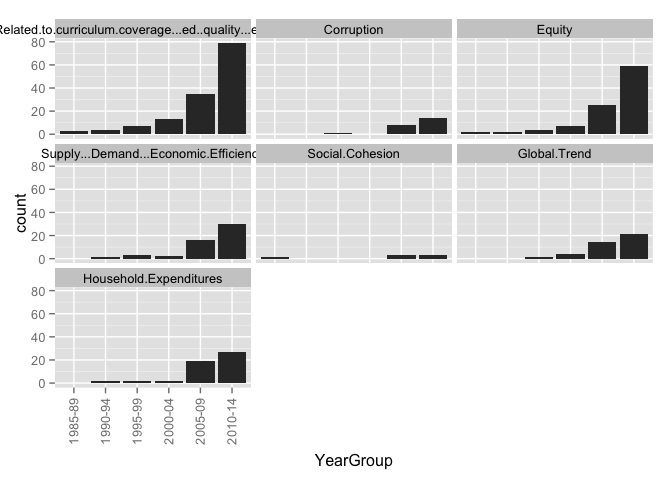 Related.to.curriculum.coverage...ed..quality...e
Corruption
Equity
80
60
40
20
0
Supply...Demand...Economic.Efficienc
Social.Cohesion
Global.Trend
80
60
40
20
0
count
Household.Expenditures
80
60
40
20
0
1985-89
1990-94
1995-99
2000-04
2005-09
2010-14
YearGroup